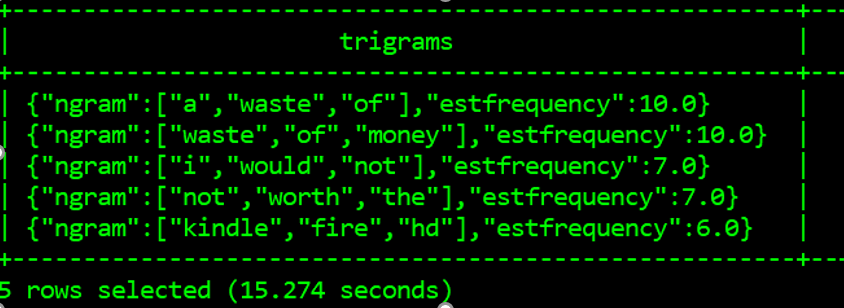 +--------------------------------------------------------+--
| trigrams |
+--------------------------------------------------------+--
| {"ngram":["a","waste","of"],"estfrequency":10.0} |
| {"ngram":["waste","of","money"],"estfrequency":10.0} |
| {"ngram":["i","would","not"],"estfrequency":7.0} |
| {"ngram":["not","worth","the"],"estfrequency":7.0} |
| {"ngram":["kindle","fire","hd"],"estfrequency":6.0} |
+--------------------------------------------------------+--
5 rows selected (15.274 seconds)